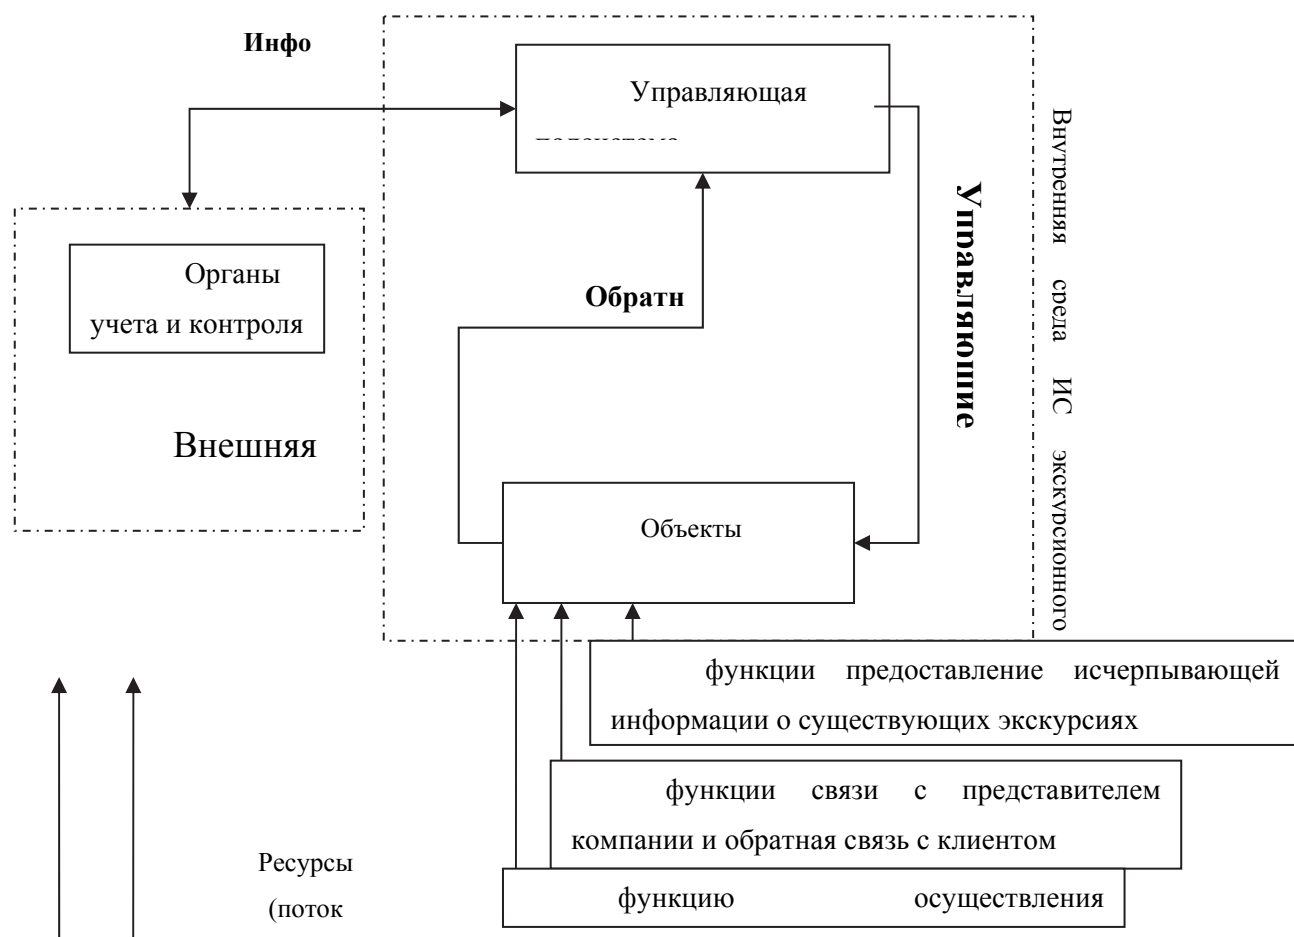 Инфо
Управляющая
Управляющие
Внутренняя среда ИС экскурсионного
Органы
учета и контроля
Обратн
Внешняя
Объекты
функции предоставление исчерпывающей
информации о существующих экскурсиях
функции связи с представителем
компании и обратная связь с клиентом
Ресурсы
(поток
функцию осуществления